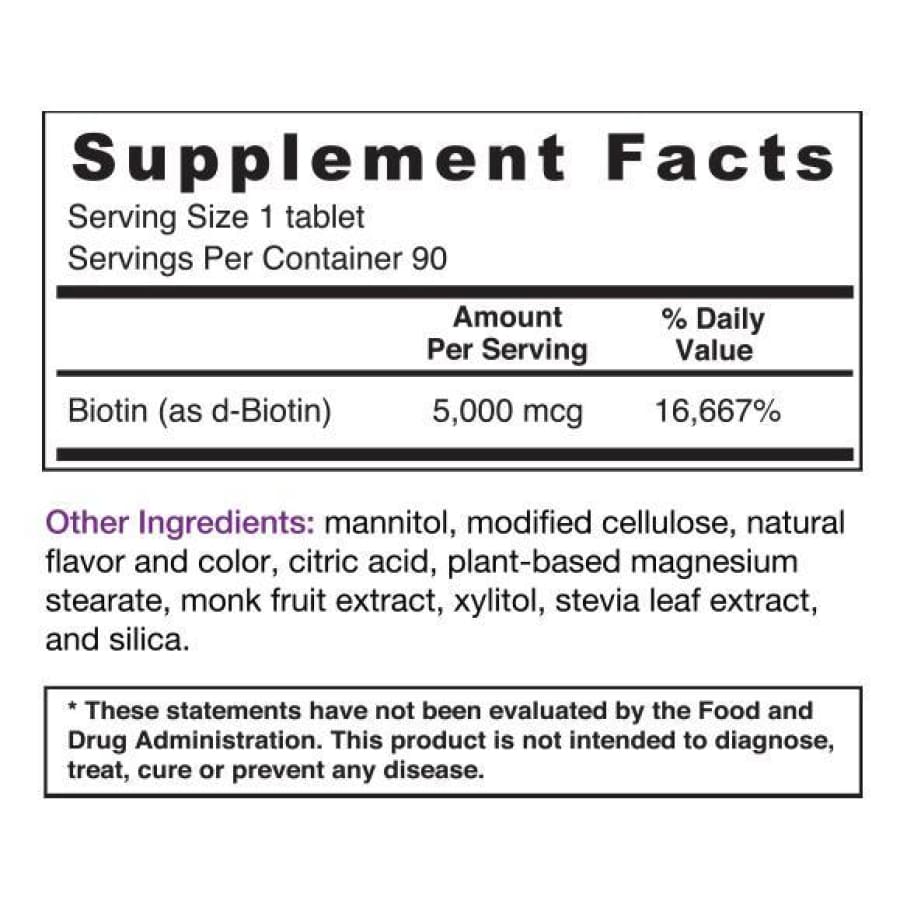 Supplement Facts
Serving Size 1 tablet
Servings Per Container 90
Amount Per Serving
% Daily Value
Biotin (as d-Biotin) 5,000 mcg 16,667%
Other Ingredients: mannitol, modified cellulose, natural
flavor and color, citric acid, plant-based magnesium
stearate, monk fruit extract, xylitol, stevia leaf extract,
and silica.
* These statements have not been evaluated by the Food and
Drug Administration. This product is not intended to diagnose,
treat, cure or prevent any disease.